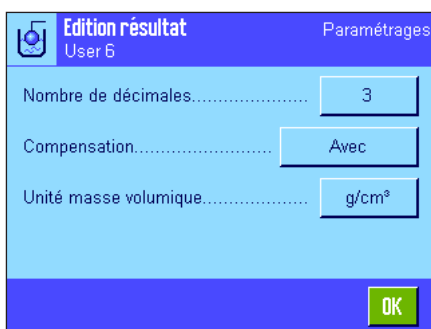 Edition résultat
Paramétrages
User 6
Nombre de décimales...................... 3
Compensation.......................... Avec
Unité masse volumique.................... g/cm³
OK